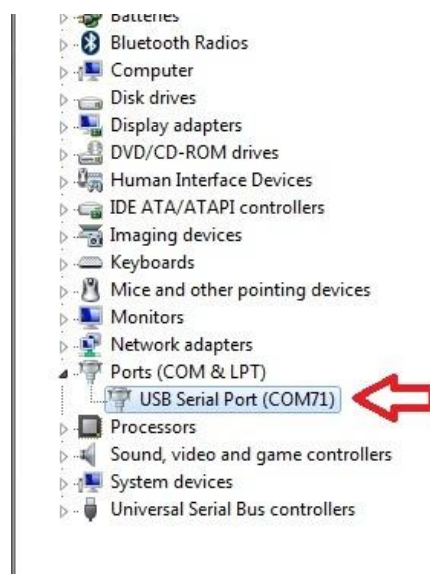 Batteries
Bluetooth Radios
Computer
Disk drives
Display adapters
DVD/CD-ROM drives
Human Interface Devices
IDE ATA/ATAPI controllers
Imaging devices
Keyboards
Mice and other pointing devices
Monitors
Network adapters
Ports (COM & LPT)
USB Serial Port (COM71)
Processors
Sound, video and game controllers
System devices
Universal Serial Bus controllers